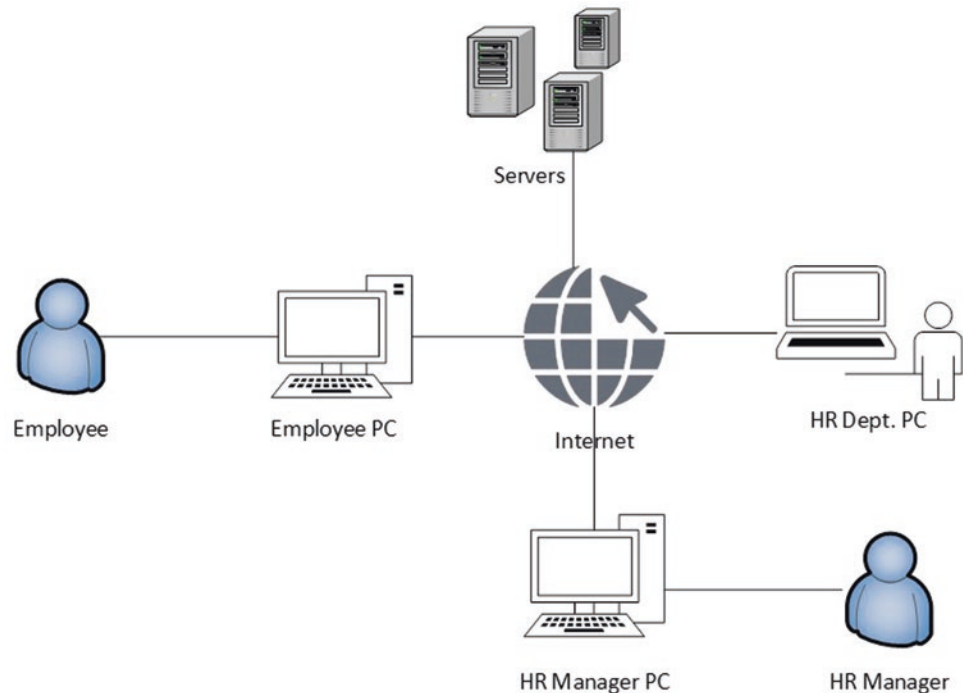 Servers
Employee
Employee PC
Internet
HR Dept. PC
HR Manager PC
HR Manager